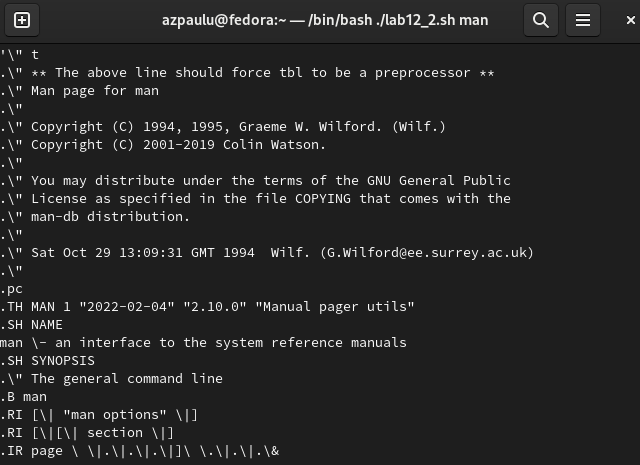 azpaulu@fedora:~ — /bin/bash ./lab12_2.sh man
'\" t
.\" ** The above line should force tbl to be a preprocessor **
.\" Man page for man
.\"
.\" Copyright (C) 1994, 1995, Graeme W. Wilford. (Wilf.)
.\" Copyright (C) 2001-2019 Colin Watson.
.\"
.\" You may distribute under the terms of the GNU General Public
.\" License as specified in the file COPYING that comes with the
.\" man-db distribution.
.\"
.\" Sat Oct 29 13:09:31 GMT 1994  Wilf. (G.Wilford@ee.surrey.ac.uk)
.\"
.pc
.TH MAN 1 "2022-02-04" "2.10.0" "Manual pager utils"
.SH NAME
man \- an interface to the system reference manuals
.SH SYNOPSIS
.\" The general command line
.B man
.RI [\| "man options" \|]
.RI [\|[\| section \|]
.IR page \ \|.\|.\|.\|]\ \.\|.\|.\&